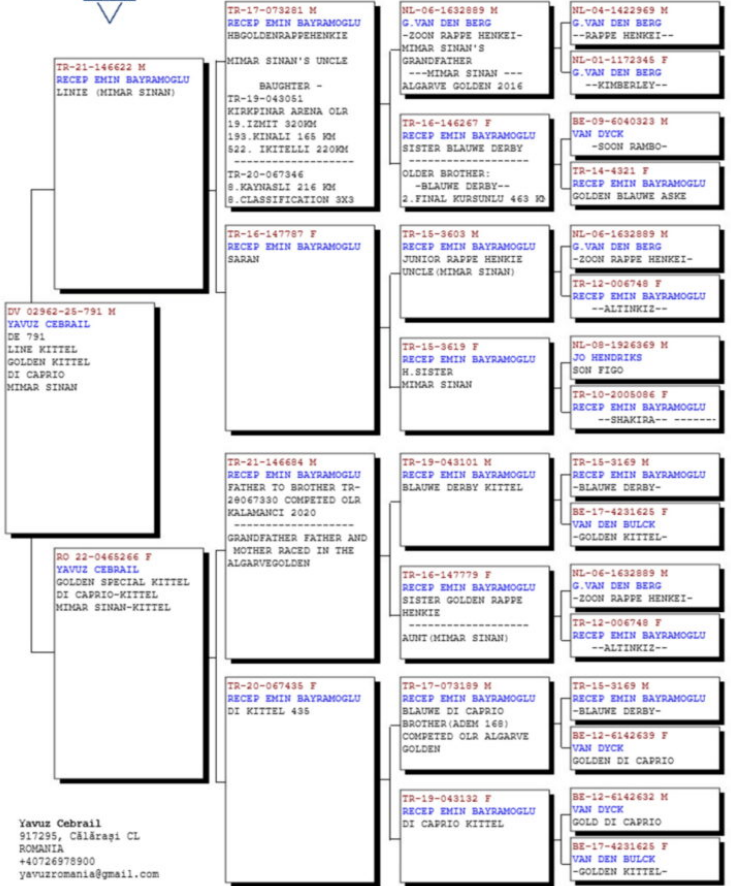 DV 02962-25-791 M
YAVUZ CEBRAIL
DE 791
LINE KITTEL
GOLDEN KITTEL
DI CAPRIO
MIMAR SINAN
TR-21-146622 M
RECEP EMIN BAYRAMOGLU
LINIE (MIMAR SINAN)
RO 22-0465266 F
YAVUZ CEBRAIL
GOLDEN SPECIAL KITTEL
DI CAPRIO-KITTEL
MIMAR SINAN-KITTEL
TR-17-073281 M
RECEP EMIN BAYRAMOGLU
HBGOLDENRAPPEHENKIE
MIMAR SINAN'S UNCLE
BAUGHTER -
TR-19-043051
KIRKPINAR ARENA OLR
19.IZMIT 320KM
193.KINALI 165 KM
522. IKITELLI 220KM
-------------------
TR-20-067346
8.KAYNASLI 216 KM
8.CLASSIFICATION 3X3
TR-16-147787 F
RECEP EMIN BAYRAMOGLU
SARAN
TR-21-146684 M
RECEP EMIN BAYRAMOGLU
FATHER TO BROTHER TR-
20067330 COMPETED OLR
KALAMANCI 2020
-------------------
GRANDFATHER FATHER AND
MOTHER RACED IN THE
ALGARVEGOLDEN
TR-20-067435 F
RECEP EMIN BAYRAMOGLU
DI KITTEL 435
NL-06-1632889 M
G.VAN DEN BERG
-ZOON RAPPE HENKEI-
MIMAR SINAN'S
GRANDFATHER
---MIMAR SINAN ---
ALGARVE GOLDEN 2016
TR-16-146267 F
RECEP EMIN BAYRAMOGLU
SISTER BLAUWE DERBY
-------------------
OLDER BROTHER:
-BLAUWE DERBY--
2.FINAL KURSUNLU 463 KM
TR-15-3603 M
RECEP EMIN BAYRAMOGLU
JUNIOR RAPPE HENKIE
UNCLE(MIMAR SINAN)
TR-15-3619 F
RECEP EMIN BAYRAMOGLU
H.SISTER
MIMAR SINAN
TR-19-043101 M
RECEP EMIN BAYRAMOGLU
BLAUWE DERBY KITTEL
TR-16-147779 F
RECEP EMIN BAYRAMOGLU
SISTER GOLDEN RAPPE
HENKIE
-------------------
AUNT(MIMAR SINAN)
TR-17-073189 M
RECEP EMIN BAYRAMOGLU
BLAUWE DI CAPRIO
BROTHER(ADEM 168)
COMPETED OLR ALGARVE
GOLDEN
TR-19-043132 F
RECEP EMIN BAYRAMOGLU
DI CAPRIO KITTEL
NL-04-1422969 M
G.VAN DEN BERG
--RAPPE HENKEI--
NL-01-1172345 F
G.VAN DEN BERG
--KIMBERLEY--
BE-09-6040323 M
VAN DYCK
-SOON RAMBO-
TR-14-4321 F
RECEP EMIN BAYRAMOGLU
GOLDEN BLAUWE ASKE
NL-06-1632889 M
G.VAN DEN BERG
-ZOON RAPPE HENKEI-
TR-12-006748 F
RECEP EMIN BAYRAMOGLU
--ALTINKIZ--
NL-08-1926369 M
JO HENDRIKS
SON FIGO
TR-10-2005086 F
RECEP EMIN BAYRAMOGLU
--SHAKIRA-- -------
TR-15-3169 M
RECEP EMIN BAYRAMOGLU
-BLAUWE DERBY-
BE-17-4231625 F
VAN DEN BULCK
-GOLDEN KITTEL-
NL-06-1632889 M
G.VAN DEN BERG
-ZOON RAPPE HENKEI-
TR-12-006748 F
RECEP EMIN BAYRAMOGLU
--ALTINKIZ--
TR-15-3169 M
RECEP EMIN BAYRAMOGLU
-BLAUWE DERBY-
BE-12-6142639 F
VAN DYCK
GOLDEN DI CAPRIO
BE-12-6142632 M
VAN DYCK
GOLD DI CAPRIO
BE-17-4231625 F
VAN DEN BULCK
-GOLDEN KITTEL-
Yavuz Cebrail
917295, Călărași CL
ROMANIA
+40726978900
yavuzromania@gmail.com